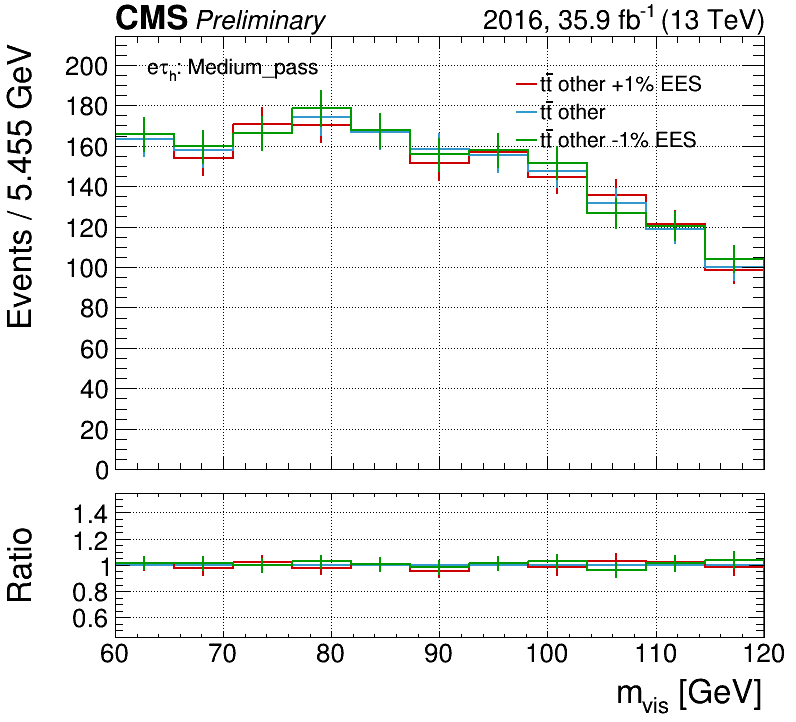 CMS Preliminary 2016, 35.9 fb⁻¹ (13 TeV)
eτₕ: Medium_pass
tt̄ other +1% EES
tt̄ other
tt̄ other -1% EES
Events / 5.455 GeV
200
180
160
140
120
100
80
60
40
20
0
Ratio
1.4
1.2
1
0.8
0.6
60 70 80 90 100 110 120
m_vis [GeV]